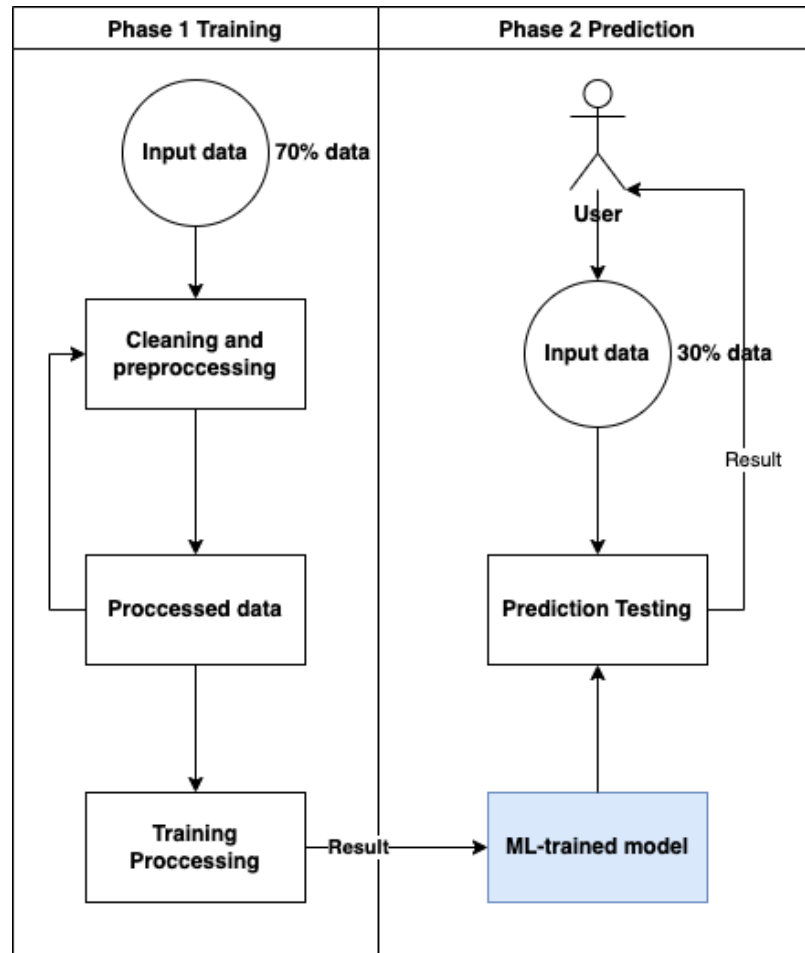 Phase 1 Training
Phase 2 Prediction
Input data
70% data
Cleaning and
preproccessing
Proccessed data
Training
Proccessing
Result
User
Input data
30% data
Result
Prediction Testing
ML-trained model